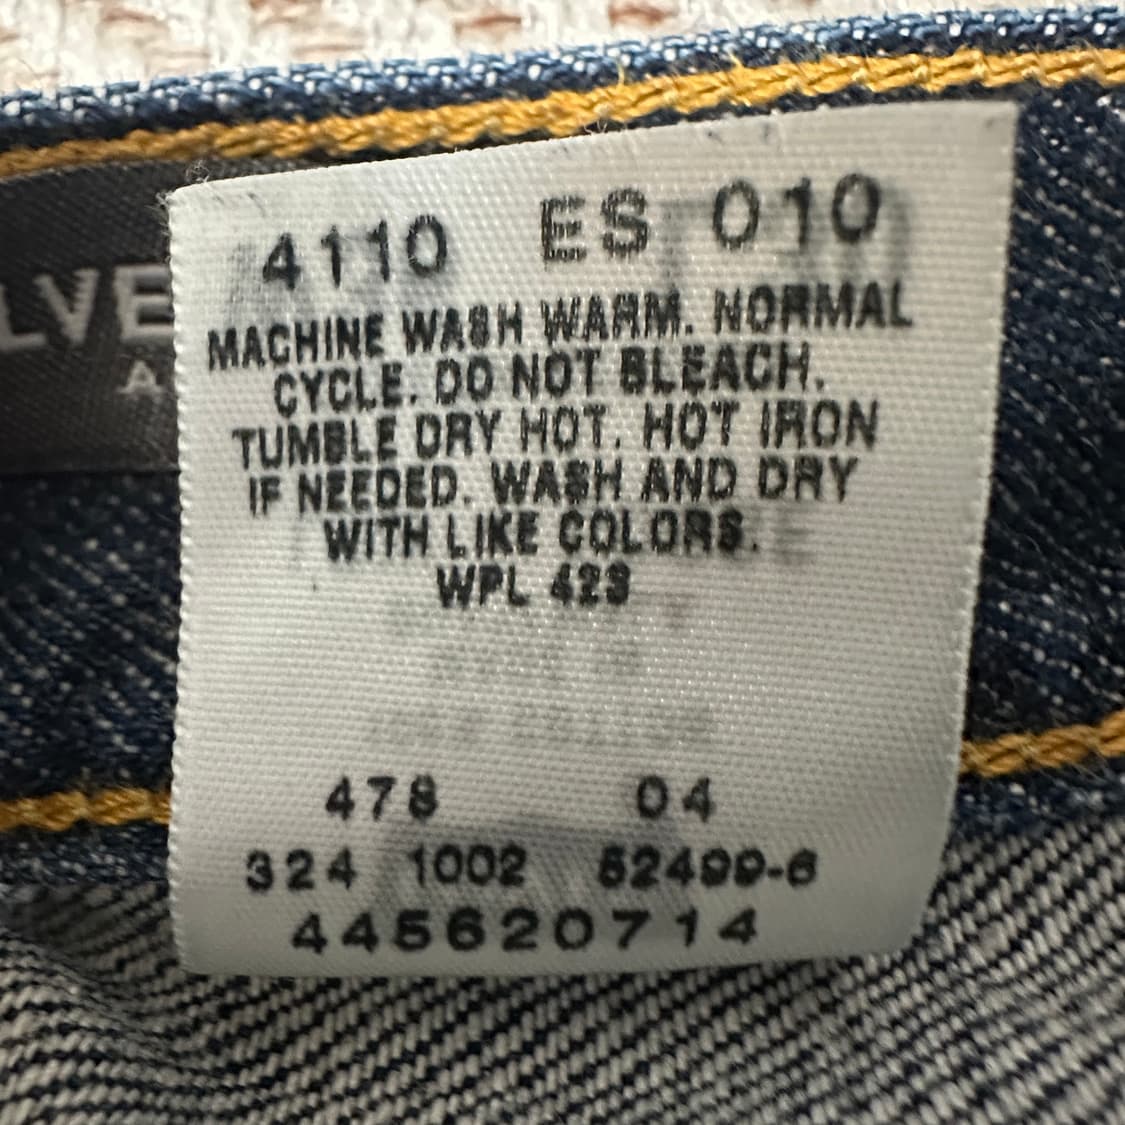 LVE
A
4110 ES 010
MACHINE WASH WARM. NORMAL
CYCLE. DO NOT BLEACH.
TUMBLE DRY HOT. HOT IRON
IF NEEDED. WASH AND DRY
WITH LIKE COLORS.
WPL 423
478 04
324 1002 52499-6
445620714